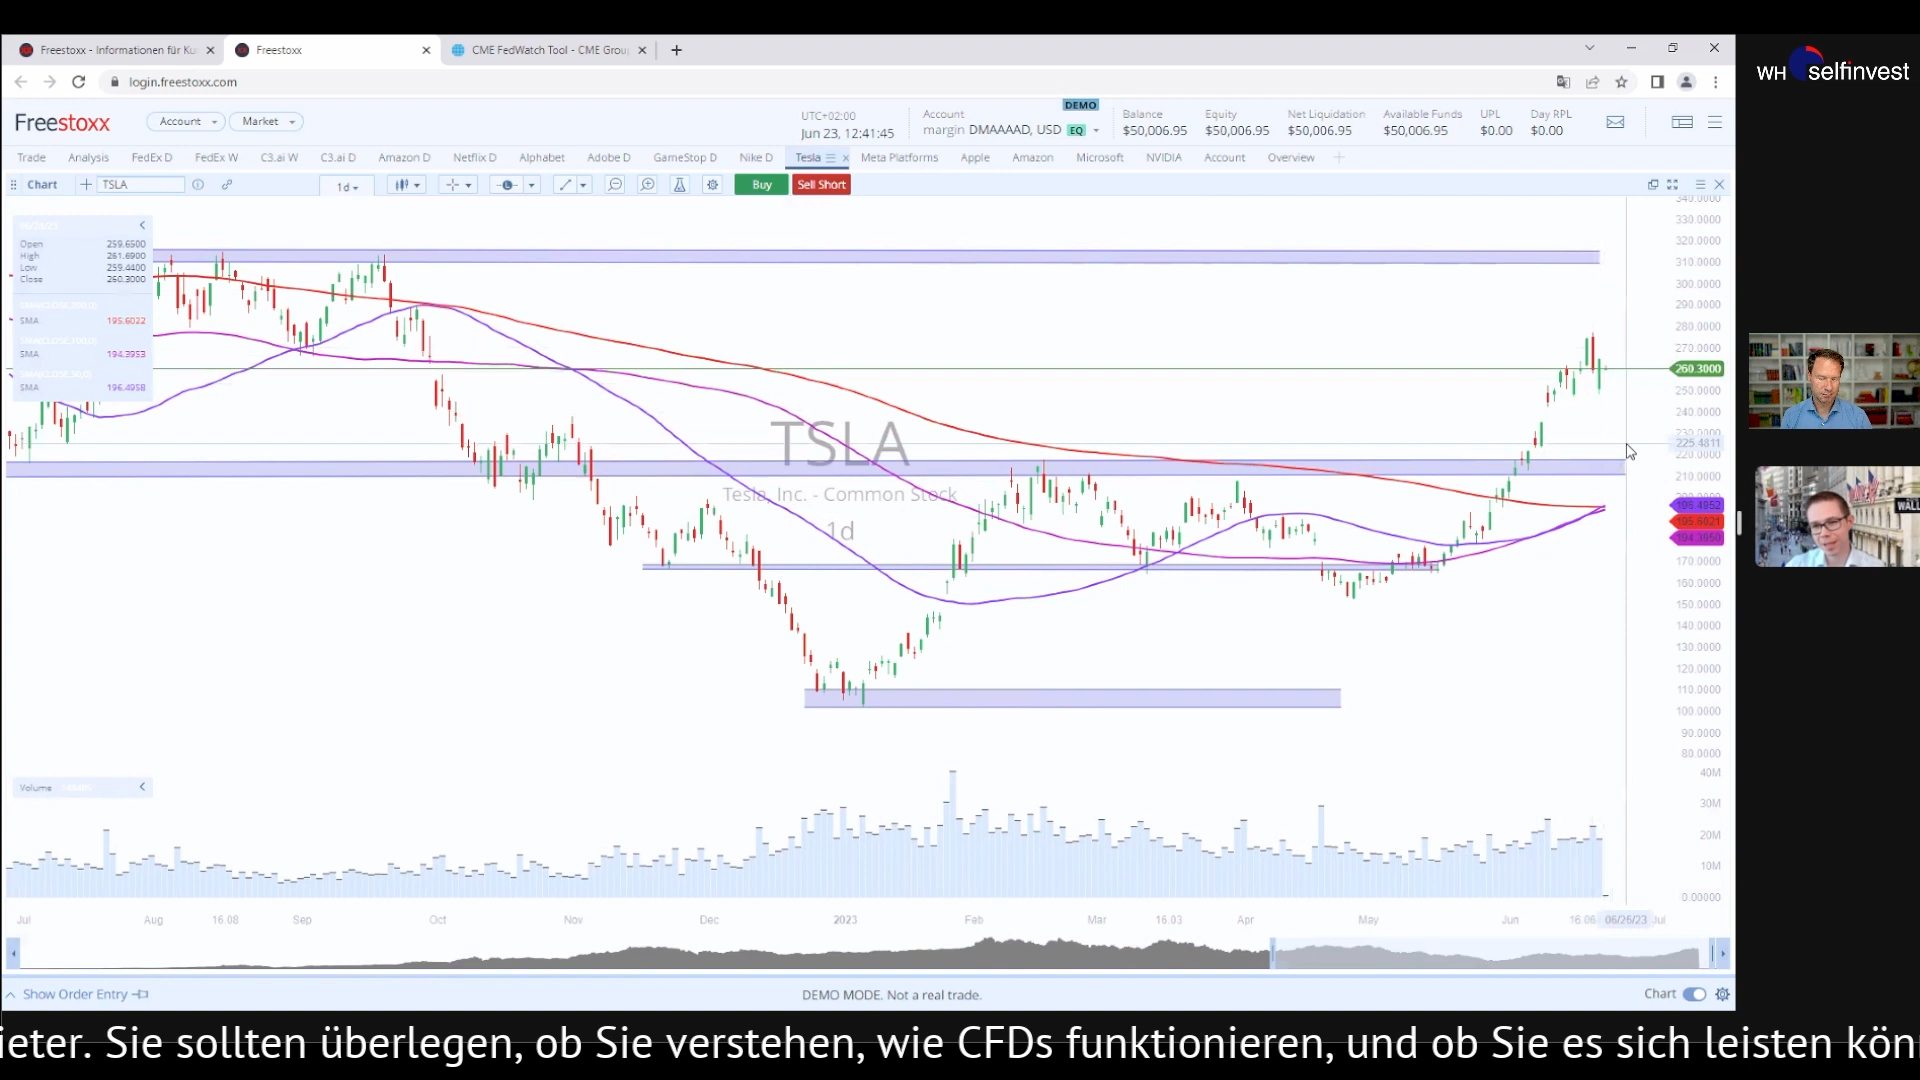 Freestoxx - Informationen für Ku
Freestoxx
CME FedWatch Tool - CME Grou
WH selfinvest
login.freestoxx.com
Freestoxx
Account
Market
UTC+02:00
Jun 23, 12:41:45
Account
DEMO
margin DMAAAAD, USD EQ
Balance
$50,006.95
Equity
$50,006.95
Net Liquidation
$50,006.95
Available Funds
$50,006.95
UPL
$0.00
Day RPL
$0.00
Trade Analysis FedEx D FedEx W C3.ai W C3.ai D Amazon D Netflix D Alphabet Adobe D GameStop D Nike D Tesla Meta Platforms Apple Amazon Microsoft NVIDIA Account Overview
Chart TSLA 1d Buy Sell Short
Open 259.6500
High 261.6900
Low 259.4400
Close 260.3000
SMA 195.6022
SMA 194.3953
SMA 196.4958
TSLA
Tesla, Inc. - Common Stock
1d
340.0000
330.0000
320.0000
310.0000
300.0000
290.0000
280.0000
270.0000
260.3000
250.0000
240.0000
230.0000
225.4811
220.0000
210.0000
170.0000
160.0000
150.0000
140.0000
130.0000
120.0000
110.0000
100.0000
90.0000
80.0000
WALL
Volume
40M
30M
20M
10M
0.00000
Jul Aug 16.08 Sep Oct Nov Dec 2023 Feb Mar 16.03 Apr May Jun 16.06 06/26/23 Jul
Show Order Entry
DEMO MODE. Not a real trade.
Chart
ieter. Sie sollten überlegen, ob Sie verstehen, wie CFDs funktionieren, und ob Sie es sich leisten könn